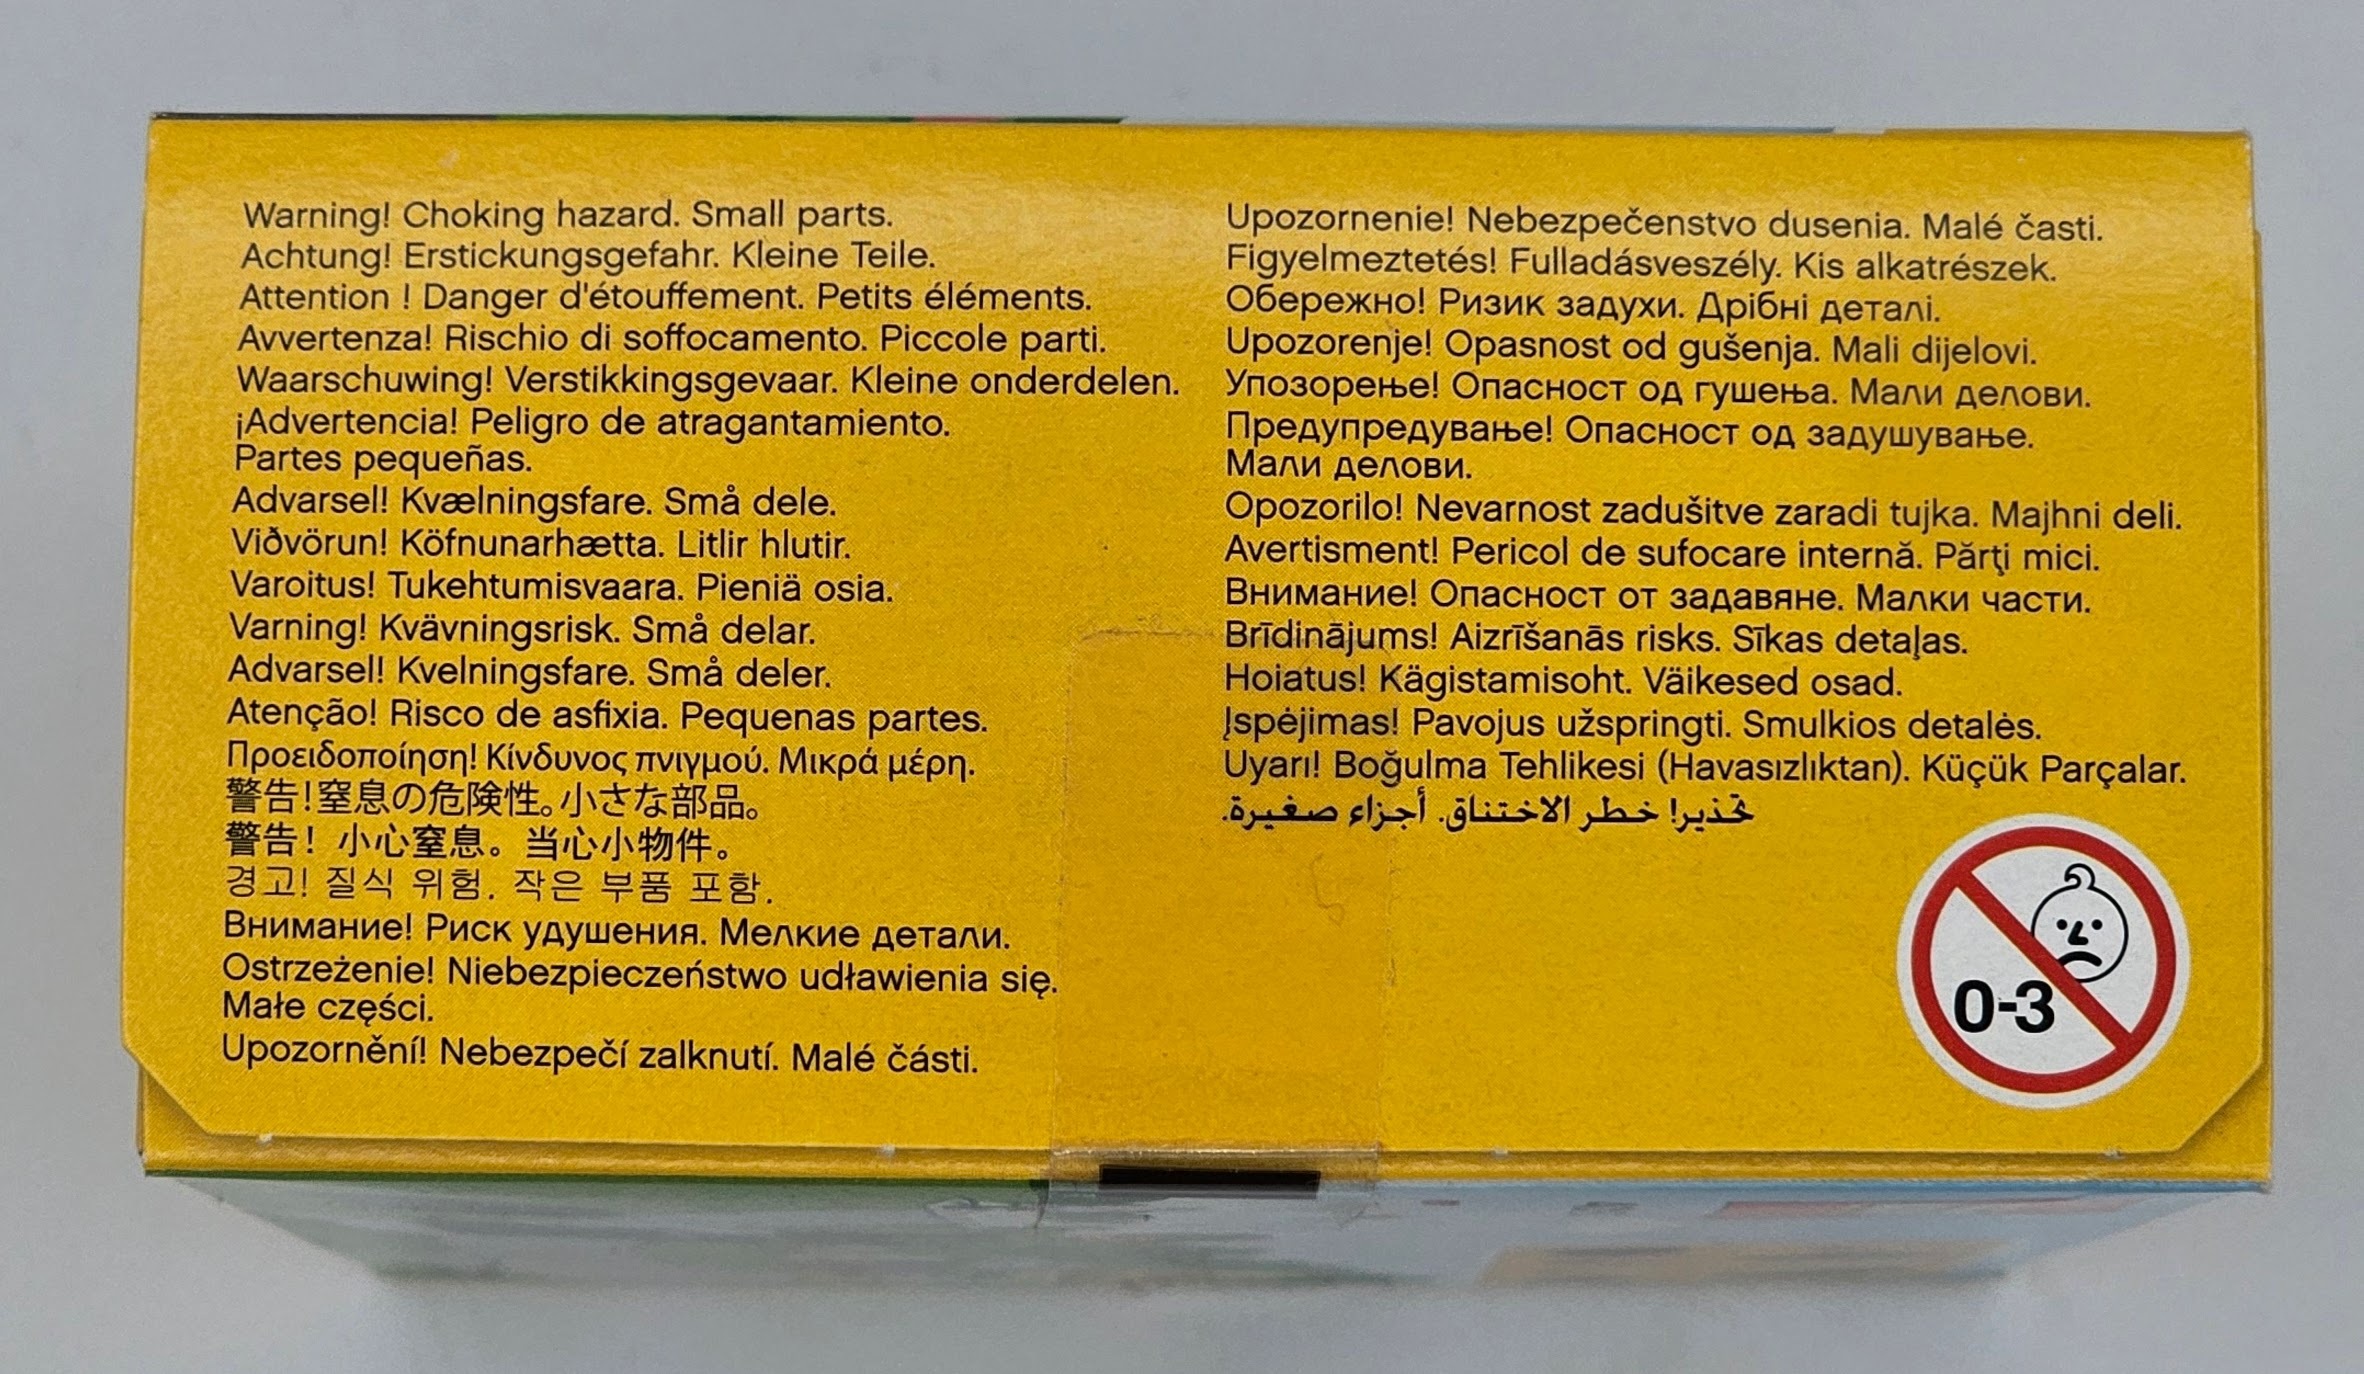 Warning! Choking hazard. Small parts.
Achtung! Erstickungsgefahr. Kleine Teile.
Attention ! Danger d'étouffement. Petits éléments.
Avvertenza! Rischio di soffocamento. Piccole parti.
Waarschuwing! Verstikkingsgevaar. Kleine onderdelen.
¡Advertencia! Peligro de atragantamiento.
Partes pequeñas.
Advarsel! Kvælningsfare. Små dele.
Viðvörun! Köfnunarhætta. Litlir hlutir.
Varoitus! Tukehtumisvaara. Pieniä osia.
Varning! Kvävningsrisk. Små delar.
Advarsel! Kvelningsfare. Små deler.
Atenção! Risco de asfixia. Pequenas partes.
Προειδοποίηση! Κίνδυνος πνιγμού. Μικρά μέρη.
警告!窒息の危険性。小さな部品。
警告！小心窒息。当心小物件。
경고! 질식 위험. 작은 부품 포함.
Внимание! Риск удушения. Мелкие детали.
Ostrzeżenie! Niebezpieczeństwo udławienia się.
Małe części.
Upozornění! Nebezpečí zalknutí. Malé části.
Upozornenie! Nebezpečenstvo dusenia. Malé časti.
Figyelmeztetés! Fulladásveszély. Kis alkatrészek.
Обережно! Ризик задухи. Дрібні деталі.
Upozorenje! Opasnost od gušenja. Mali dijelovi.
Упозорење! Опасност од гушења. Мали делови.
Предупредување! Опасност од задушување.
Мали делови.
Opozorilo! Nevarnost zadušitve zaradi tujka. Majhni deli.
Avertisment! Pericol de sufocare internă. Părţi mici.
Внимание! Опасност от задавяне. Малки части.
Brīdinājums! Aizrīšanās risks. Sīkas detaļas.
Hoiatus! Kägistamisoht. Väikesed osad.
Įspėjimas! Pavojus užspringti. Smulkios detalės.
Uyarı! Boğulma Tehlikesi (Havasızlıktan). Küçük Parçalar.
تحذير! خطر الاختناق. أجزاء صغيرة.
0-3